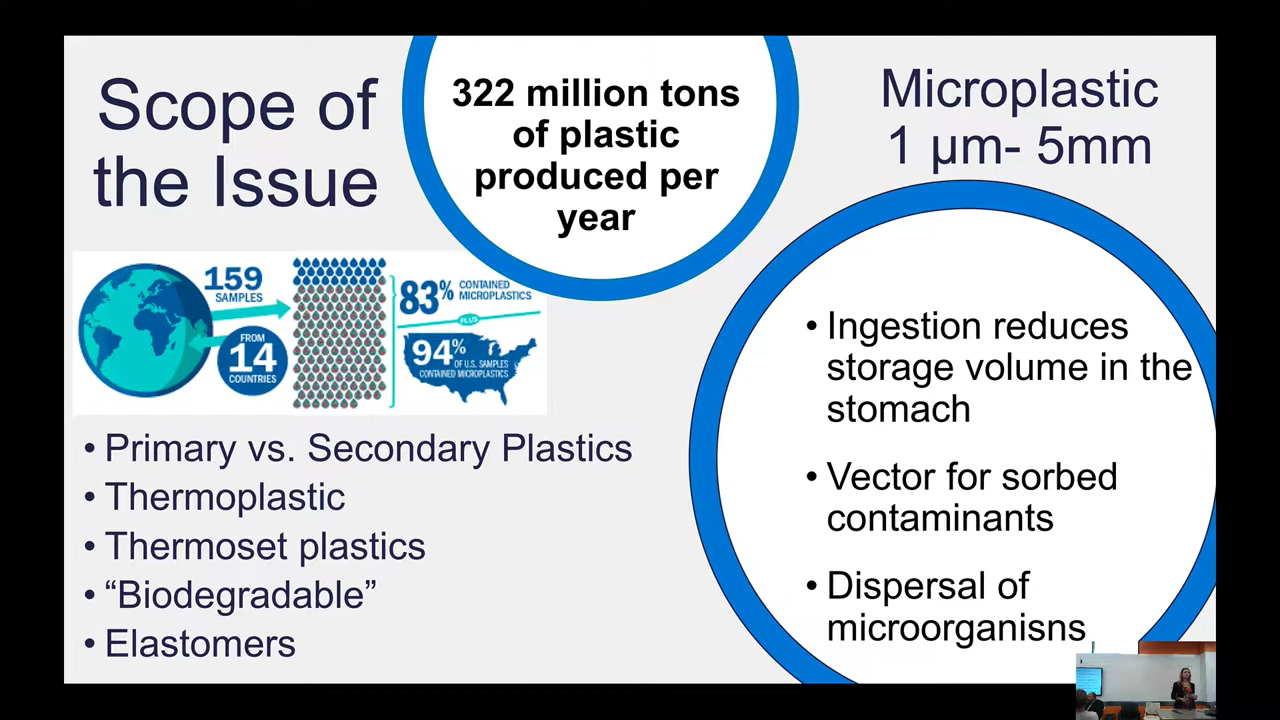 Scope of
the Issue
322 million tons
of plastic
produced per
year
Microplastic
1 µm- 5mm
159
SAMPLES
FROM
14
COUNTRIES
83% CONTAINED
MICROPLASTICS
PLUS
94%
OF U.S. SAMPLES
CONTAINED MICROPLASTICS
• Primary vs. Secondary Plastics
• Thermoplastic
• Thermoset plastics
• “Biodegradable”
• Elastomers
• Ingestion reduces
storage volume in the
stomach
• Vector for sorbed
contaminants
• Dispersal of
microorganisns